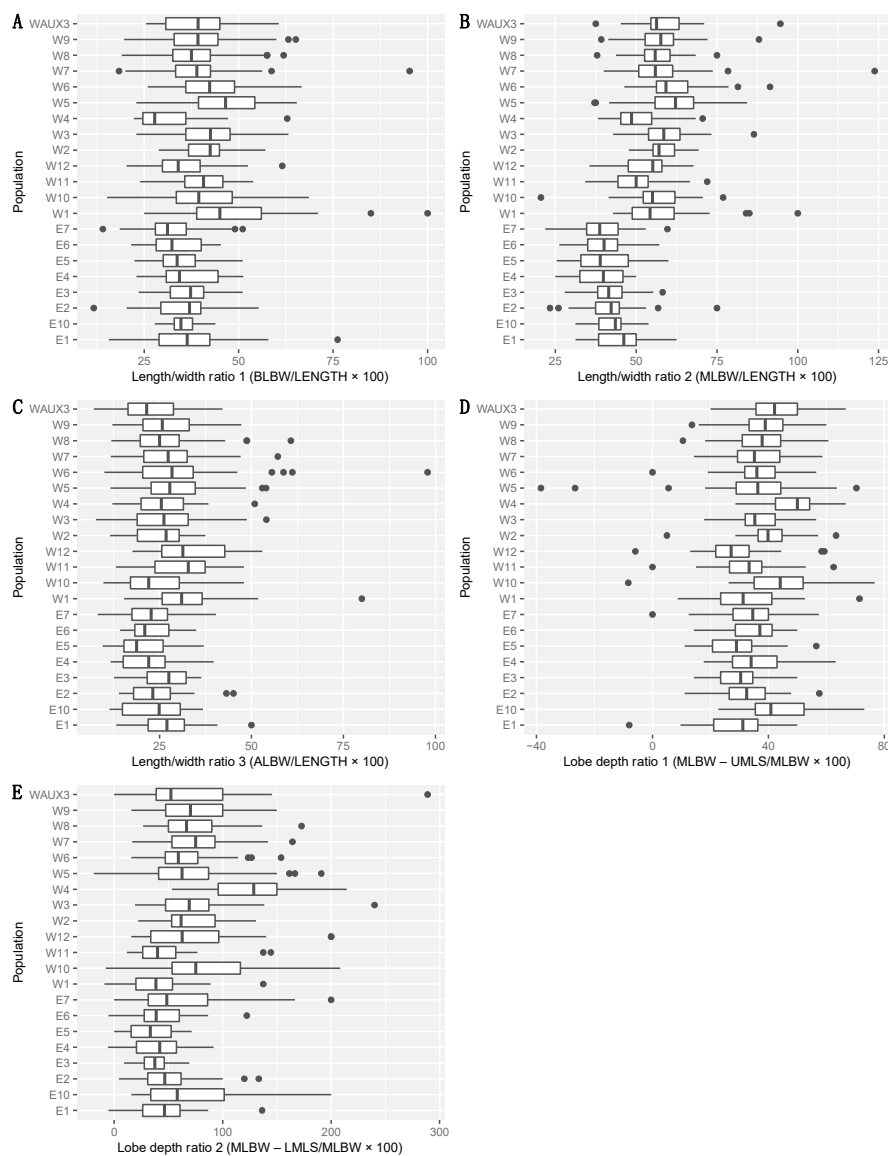 A
Population
WAUX3
W9
W8
W7
W6
W5
W4
W3
W2
W12
W11
W10
W1
E7
E6
E5
E4
E3
E2
E10
E1
25 50 75 100
Length/width ratio 1 (BLBW/LENGTH × 100)
B
Population
WAUX3
W9
W8
W7
W6
W5
W4
W3
W2
W12
W11
W10
W1
E7
E6
E5
E4
E3
E2
E10
E1
25 50 75 100 125
Length/width ratio 2 (MLBW/LENGTH × 100)
C
Population
WAUX3
W9
W8
W7
W6
W5
W4
W3
W2
W12
W11
W10
W1
E7
E6
E5
E4
E3
E2
E10
E1
25 50 75 100
Length/width ratio 3 (ALBW/LENGTH × 100)
D
Population
WAUX3
W9
W8
W7
W6
W5
W4
W3
W2
W12
W11
W10
W1
E7
E6
E5
E4
E3
E2
E10
E1
−40 0 40 80
Lobe depth ratio 1 (MLBW – UMLS/MLBW × 100)
E
Population
WAUX3
W9
W8
W7
W6
W5
W4
W3
W2
W12
W11
W10
W1
E7
E6
E5
E4
E3
E2
E10
E1
0 100 200 300
Lobe depth ratio 2 (MLBW – LMLS/MLBW × 100)